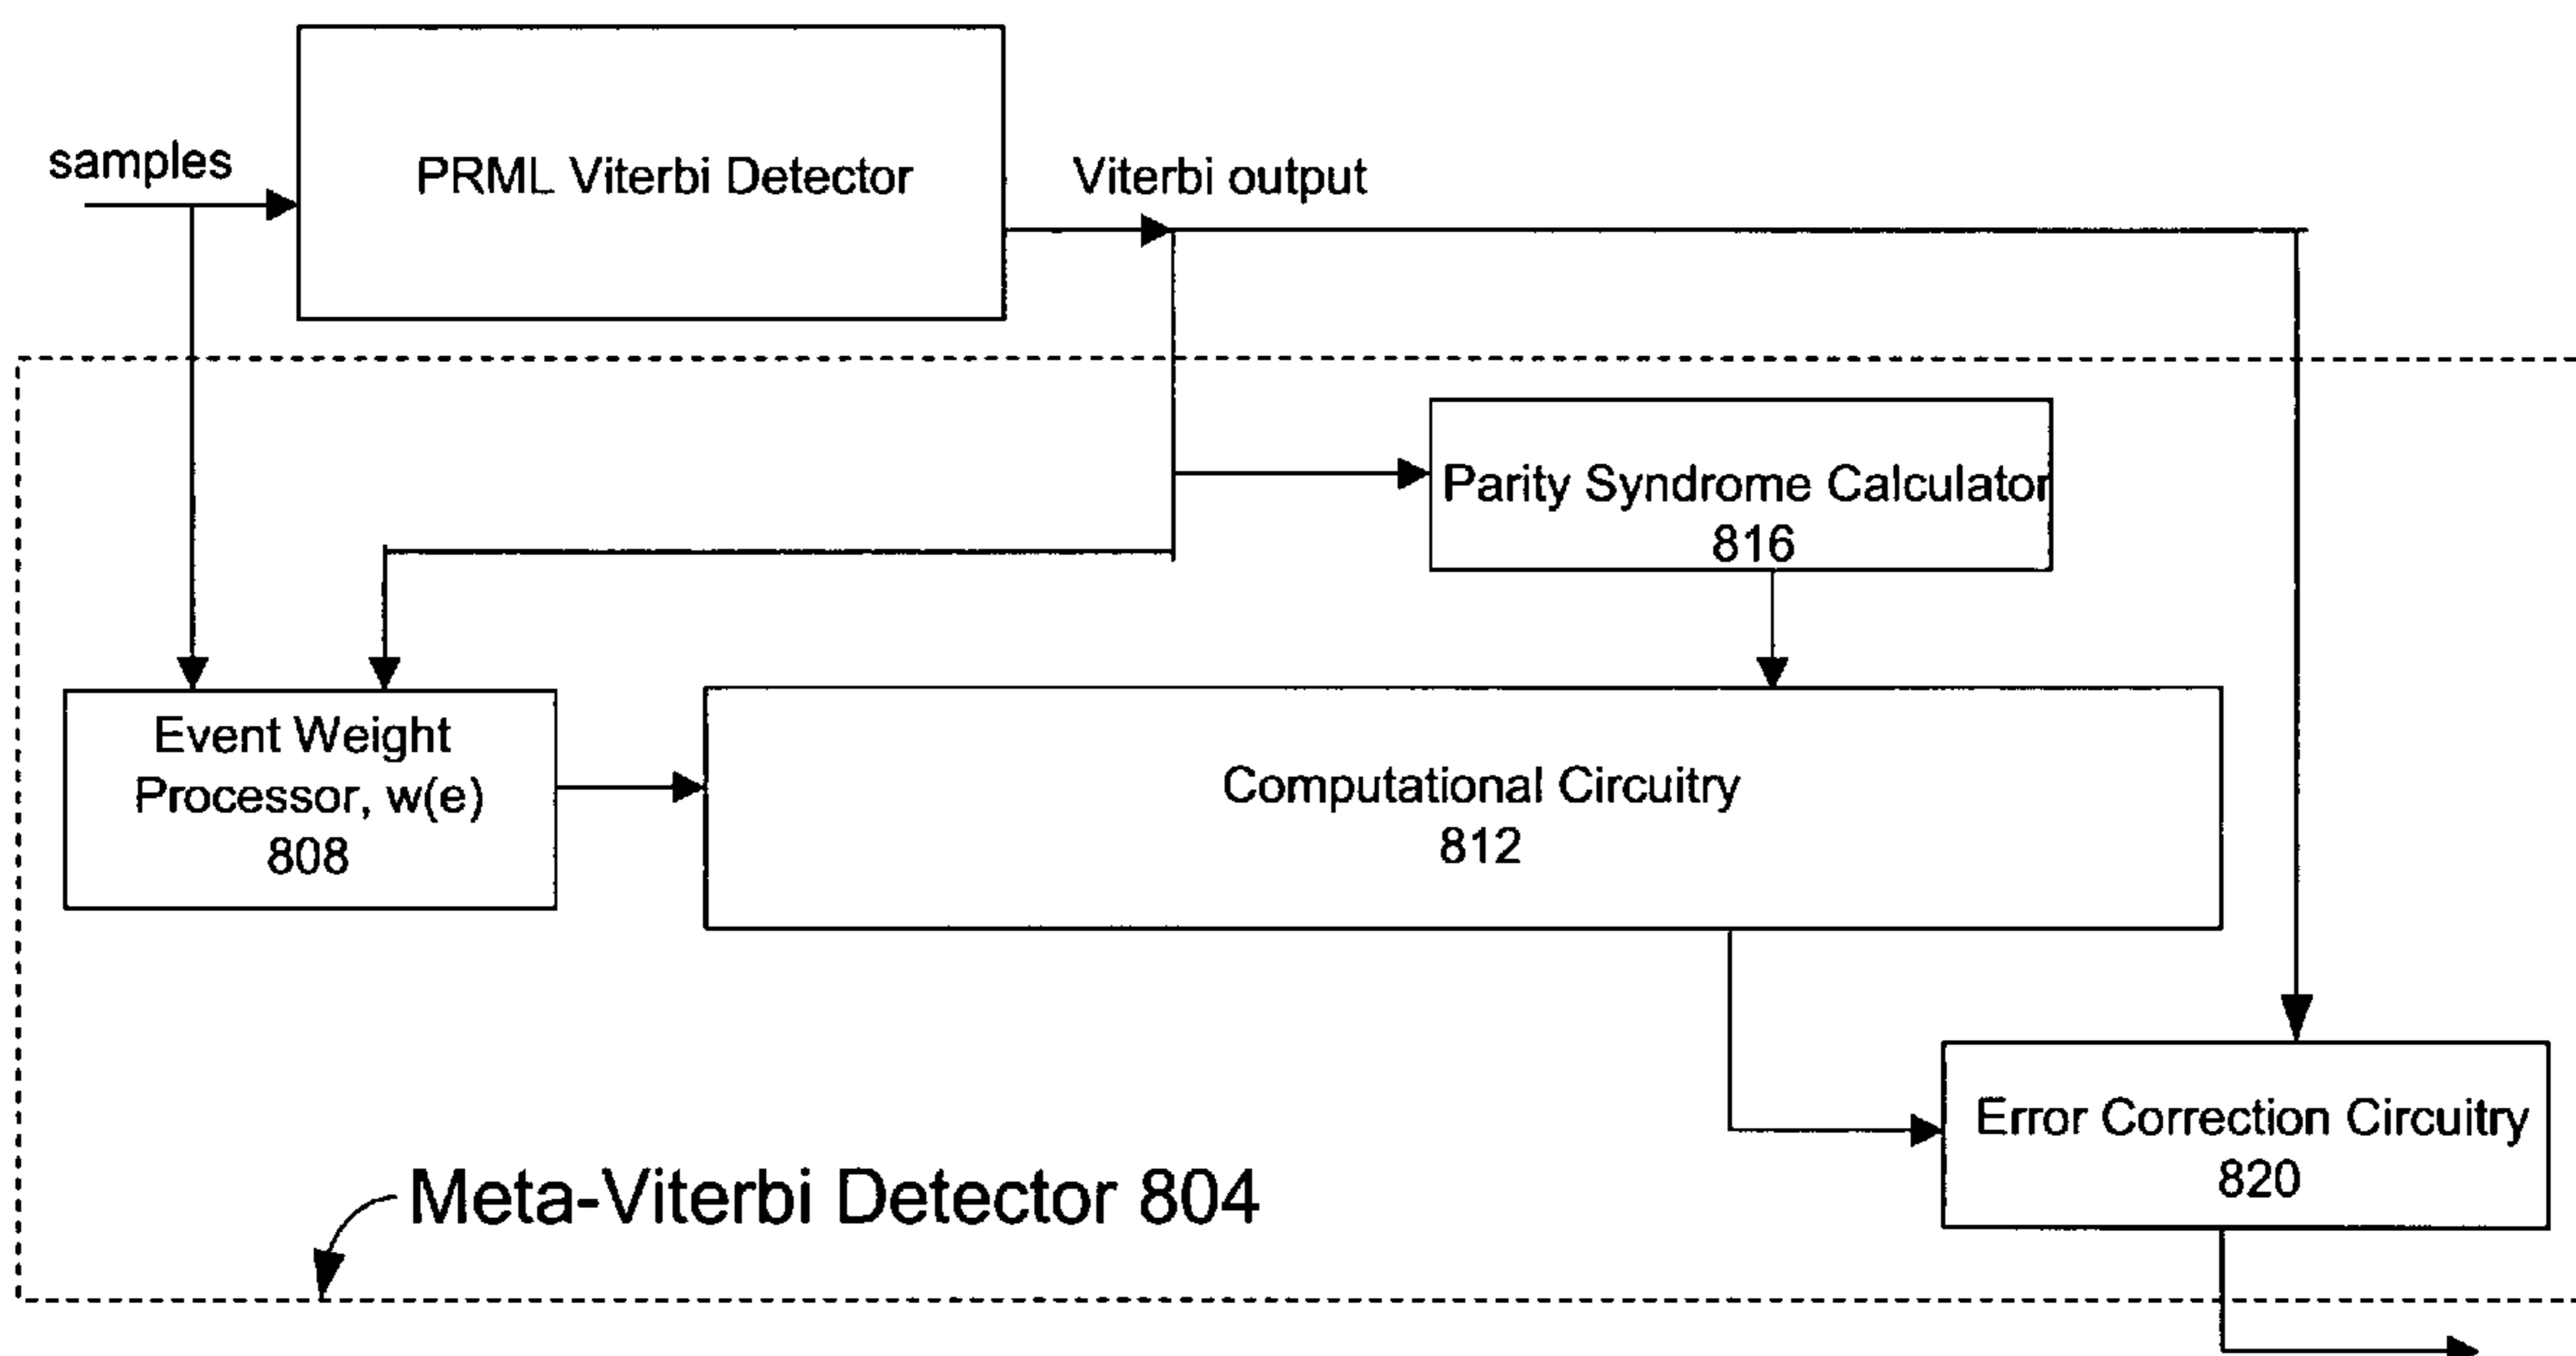 samples
PRML Viterbi Detector
Viterbi output
Parity Syndrome Calculator
816
Event Weight
Processor, w(e)
808
Computational Circuitry
812
Error Correction Circuitry
820
Meta-Viterbi Detector 804